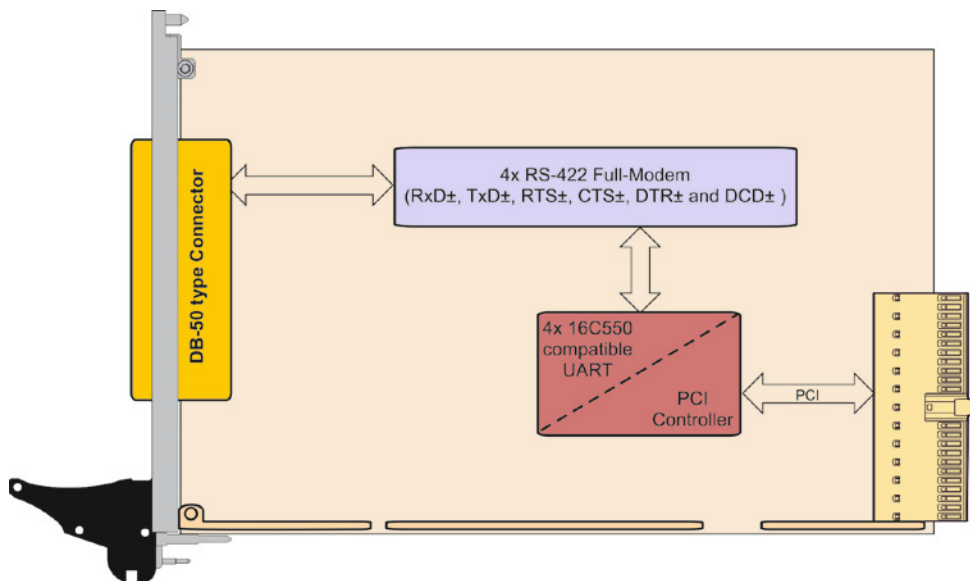 DB-50 type Connector
4x RS-422 Full-Modem
(RxD±, TxD±, RTS±, CTS±, DTR± and DCD± )
4x 16C550
compatible
UART
PCI
Controller
PCI